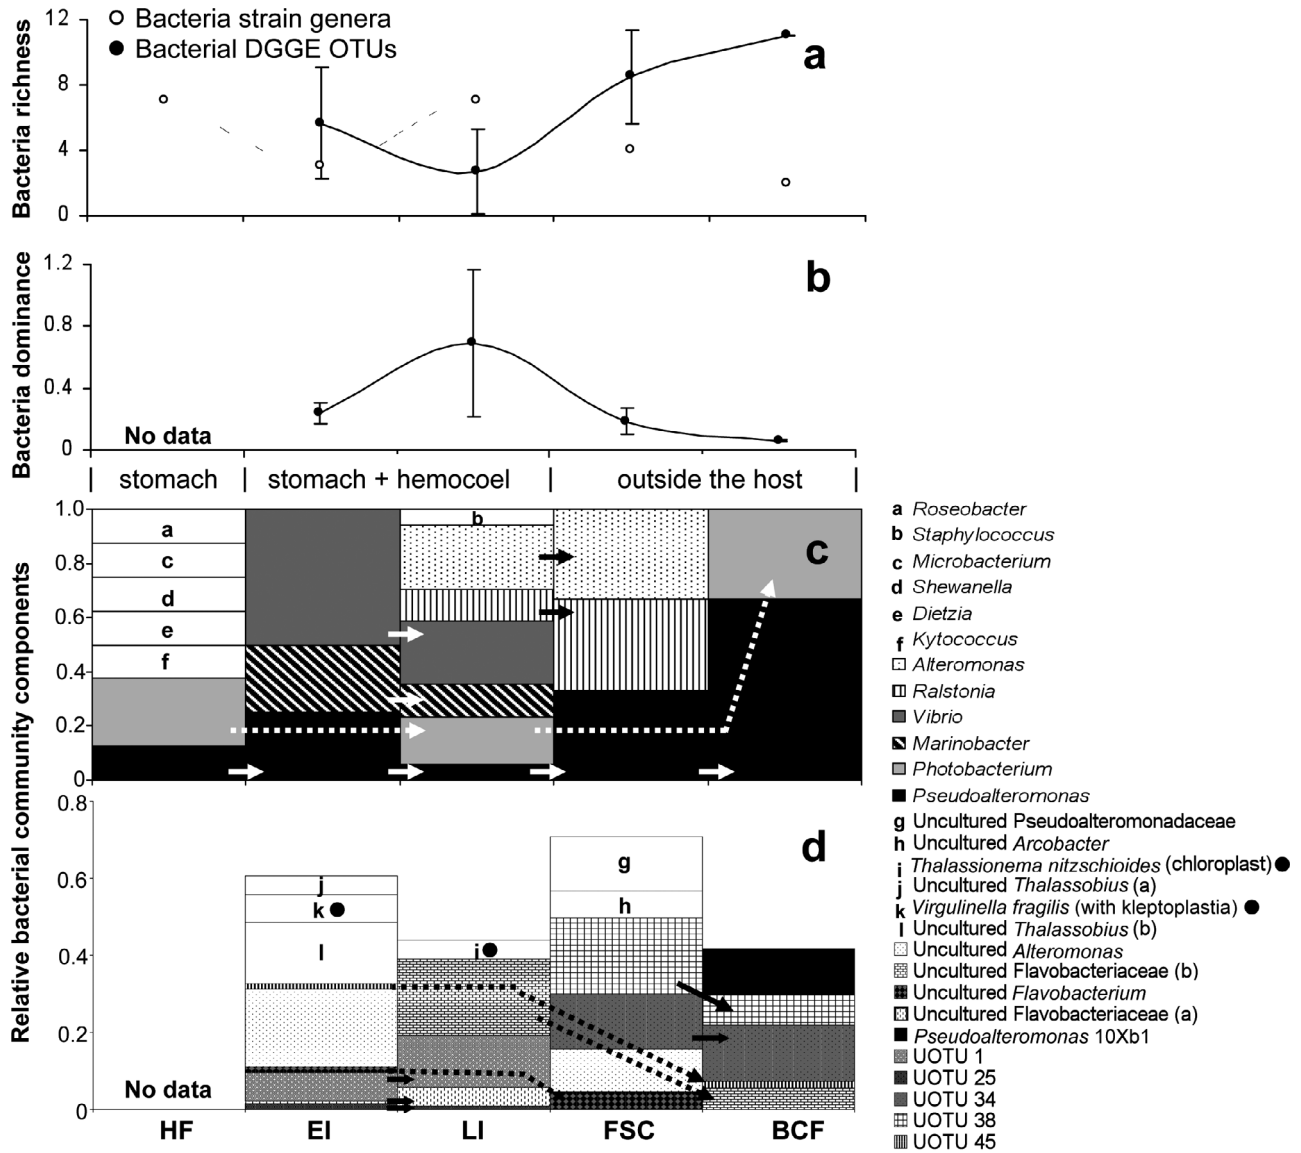 Bacteria strain genera
Bacterial DGGE OTUs
Bacteria richness
12
8
4
0
a
Bacteria dominance
1.2
0.8
0.4
0
b
No data
stomach
stomach + hemocoel
outside the host
Relative bacterial community components
1.0
0.8
0.6
0.4
0.2
0
a
c
d
e
f
b
c
0.8
0.6
0.4
0.2
0
No data
j
k
l
i
g
h
d
HF
EI
LI
FSC
BCF
a Roseobacter
b Staphylococcus
c Microbacterium
d Shewanella
e Dietzia
f Kytococcus
Alteromonas
Ralstonia
Vibrio
Marinobacter
Photobacterium
Pseudoalteromonas
g Uncultured Pseudoalteromonadaceae
h Uncultured Arcobacter
i Thalassionema nitzschioides (chloroplast)
j Uncultured Thalassobius (a)
k Virgulinella fragilis (with kleptoplastia)
l Uncultured Thalassobius (b)
Uncultured Alteromonas
Uncultured Flavobacteriaceae (b)
Uncultured Flavobacterium
Uncultured Flavobacteriaceae (a)
Pseudoalteromonas 10Xb1
UOTU 1
UOTU 25
UOTU 34
UOTU 38
UOTU 45